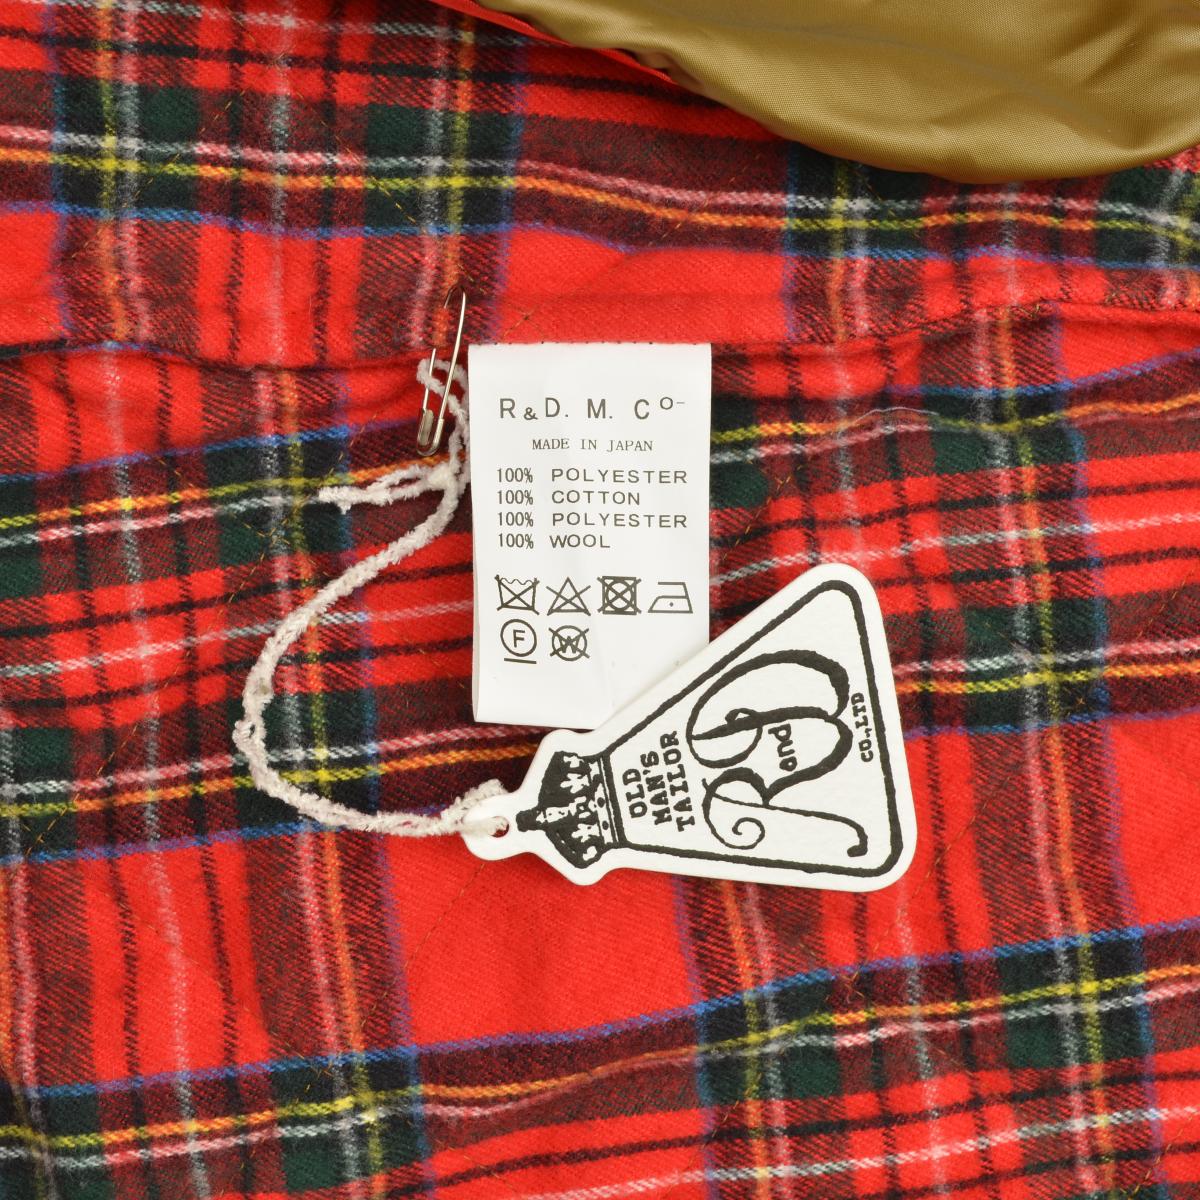 R & D. M. Co-
MADE IN JAPAN
100% POLYESTER
100% COTTON
100% POLYESTER
100% WOOL
F
W
OLD
MAN'S
TAILOR
R and D
CO.,LTD